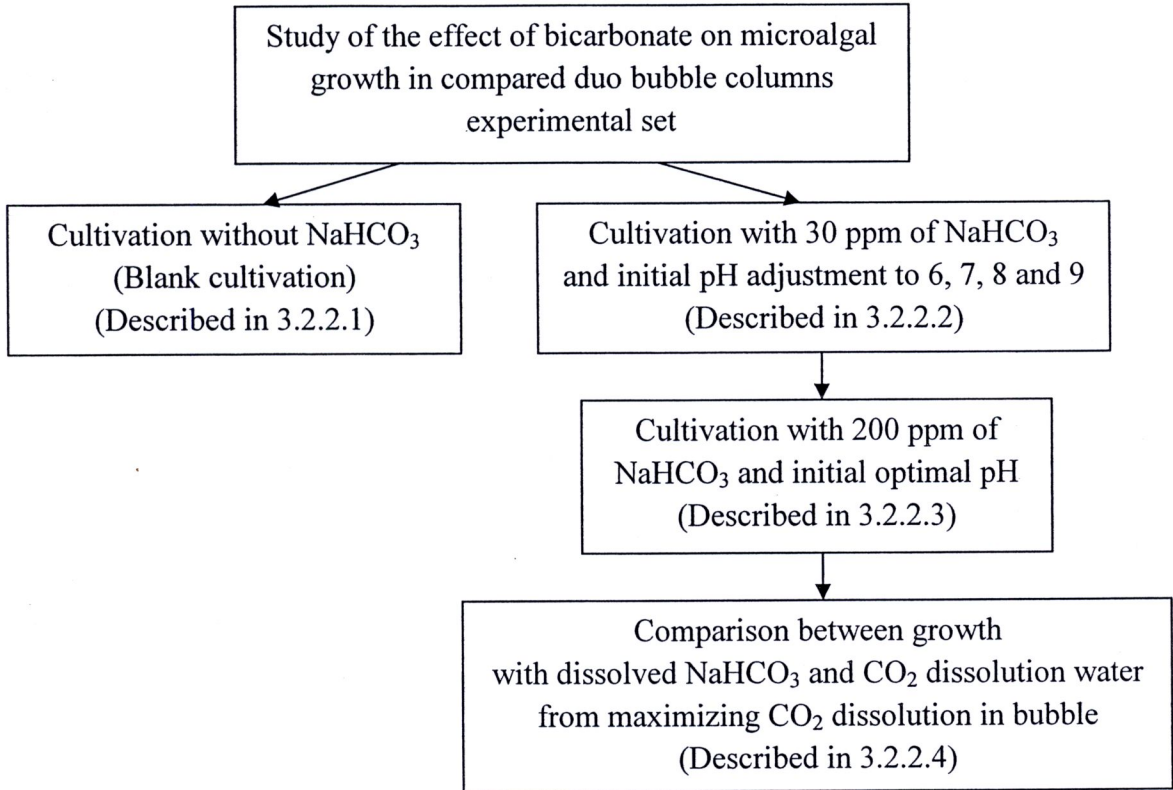 Study of the effect of bicarbonate on microalgal
growth in compared duo bubble columns
experimental set
Cultivation without NaHCO₃
(Blank cultivation)
(Described in 3.2.2.1)
Cultivation with 30 ppm of NaHCO₃
and initial pH adjustment to 6, 7, 8 and 9
(Described in 3.2.2.2)
Cultivation with 200 ppm of
NaHCO₃ and initial optimal pH
(Described in 3.2.2.3)
Comparison between growth
with dissolved NaHCO₃ and CO₂ dissolution water
from maximizing CO₂ dissolution in bubble
(Described in 3.2.2.4)